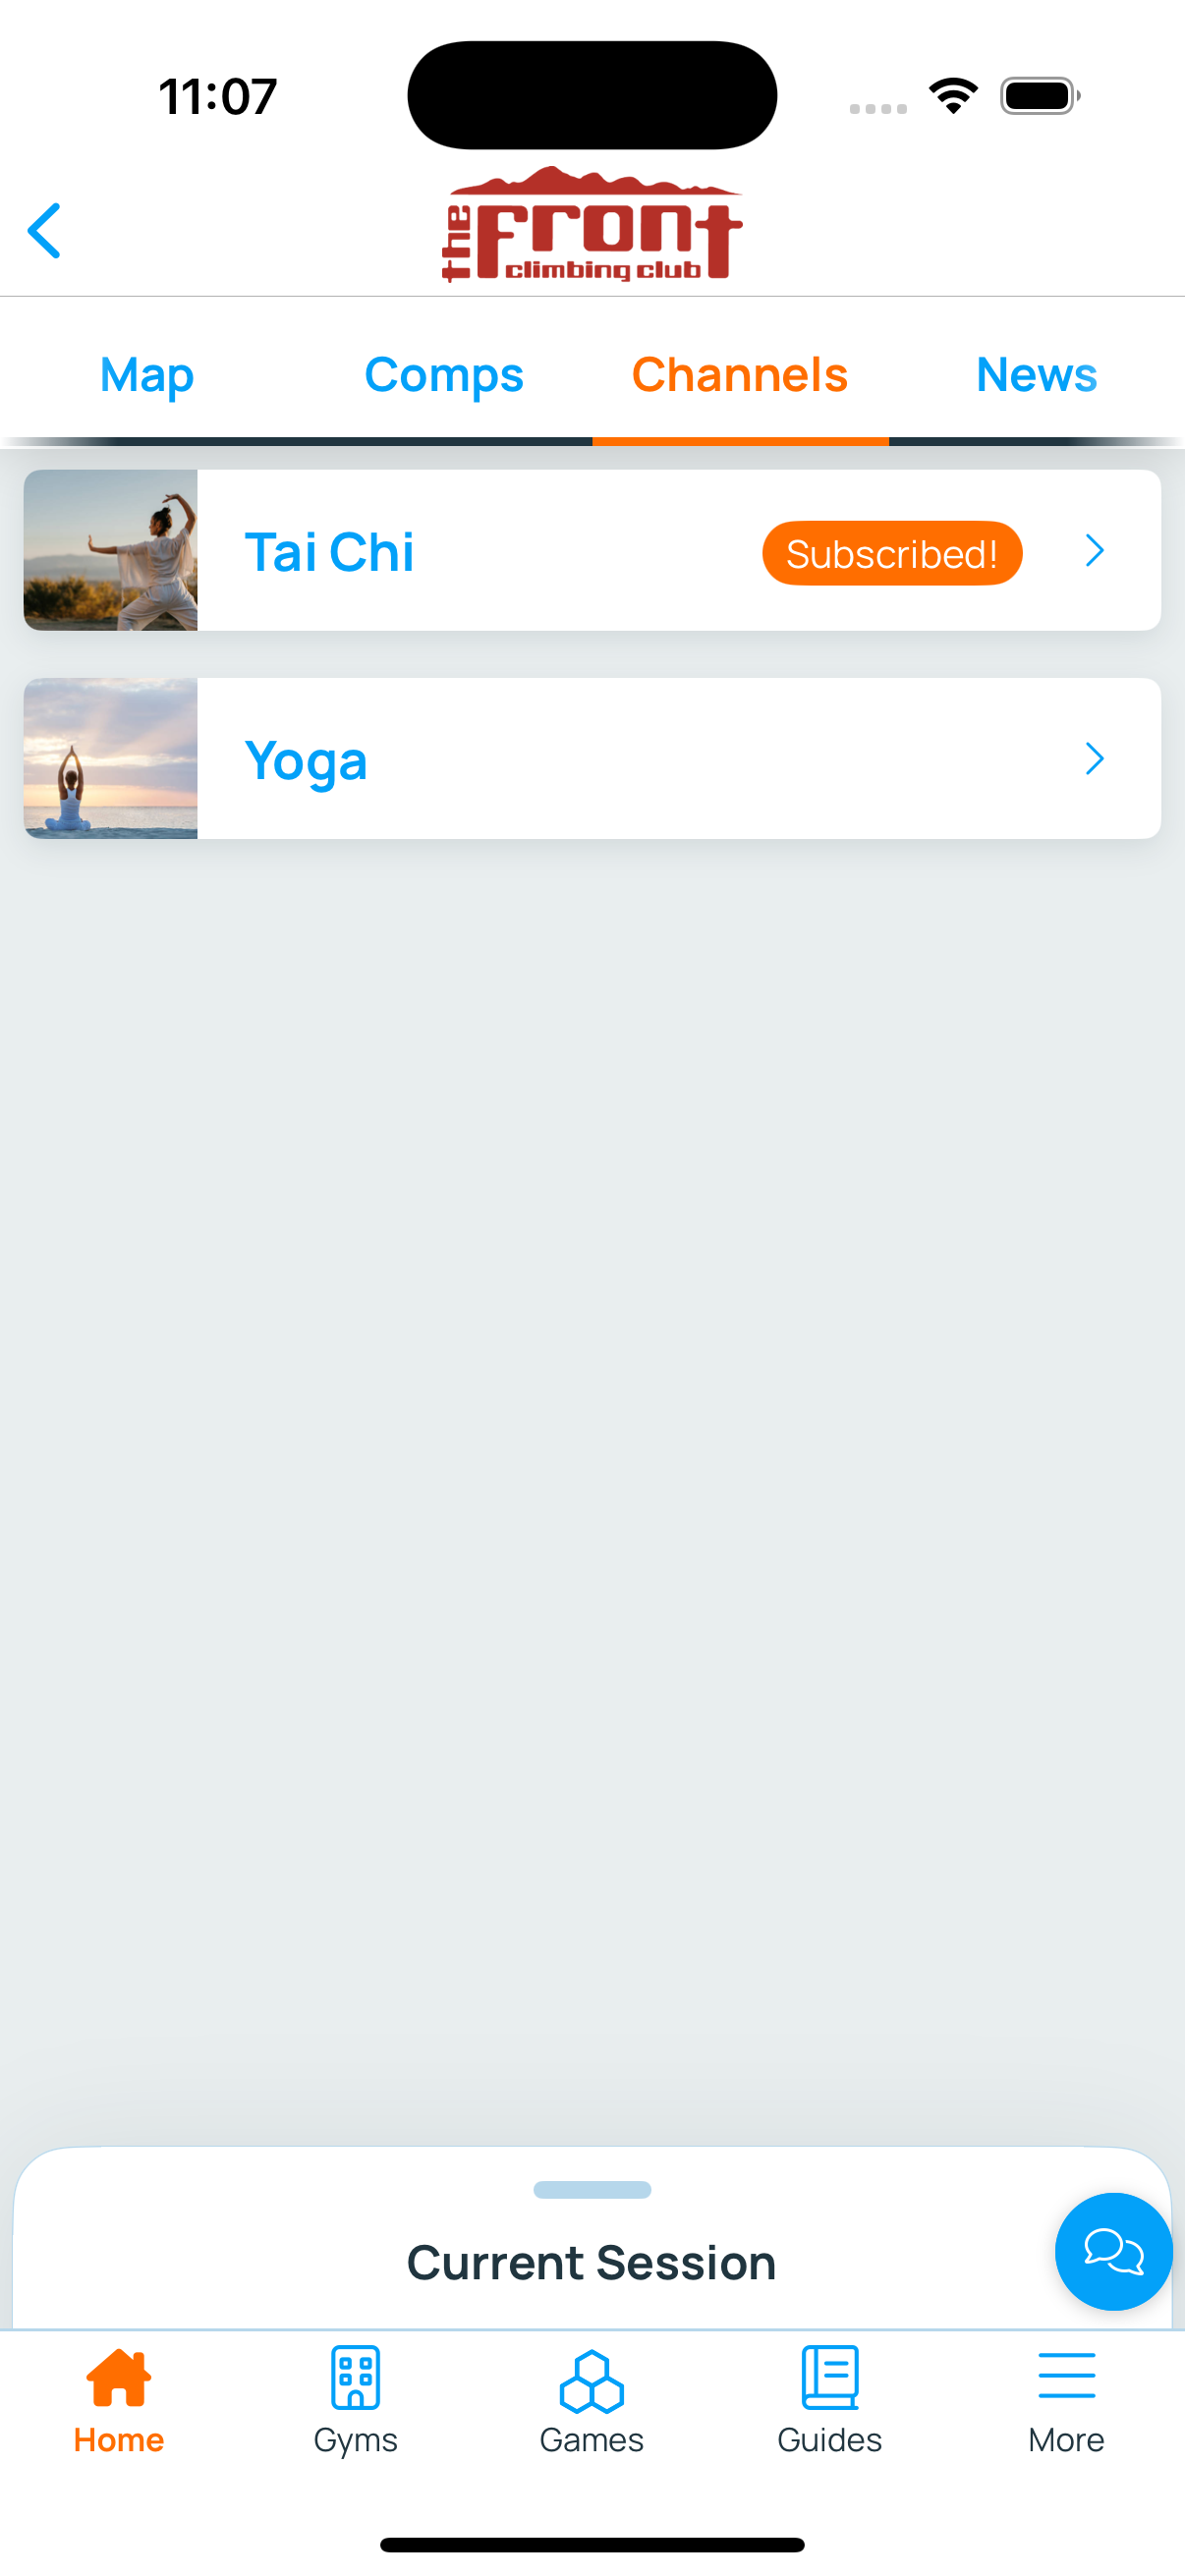 11:07
the Front
climbing club
Map Comps Channels News
Tai Chi Subscribed!
Yoga
Current Session
Home Gyms Games Guides More